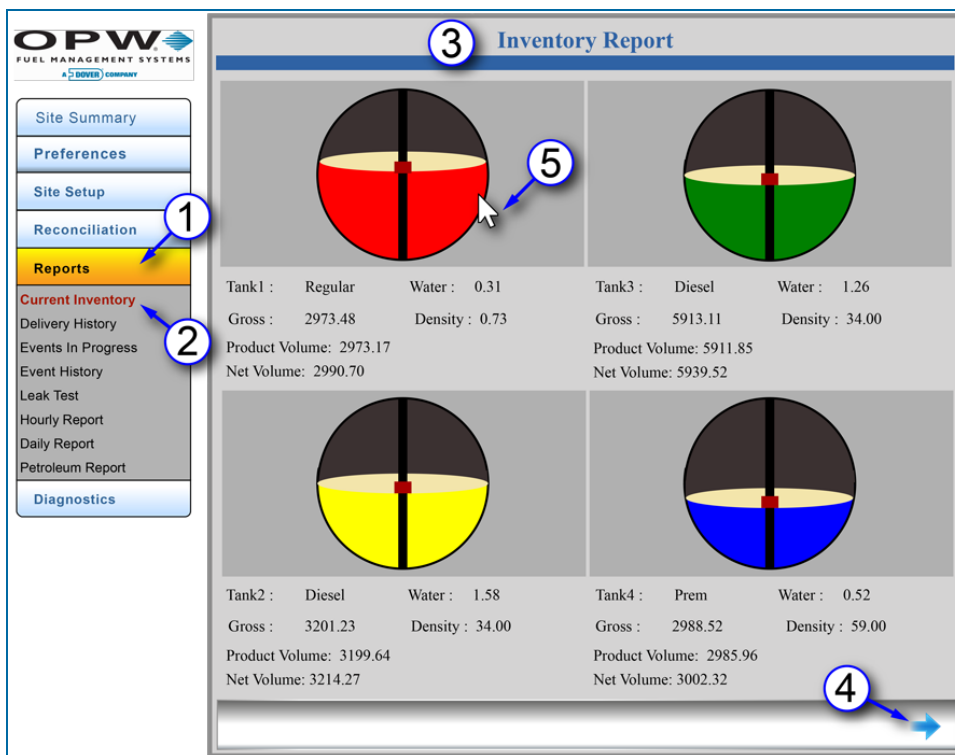 OPW
FUEL MANAGEMENT SYSTEMS
A DOVER COMPANY
Site Summary
Preferences
Site Setup
Reconciliation
1
Reports
Current Inventory
2
Delivery History
Events In Progress
Event History
Leak Test
Hourly Report
Daily Report
Petroleum Report
Diagnostics
3 Inventory Report
5
Tank1 : Regular Water : 0.31
Gross : 2973.48 Density : 0.73
Product Volume: 2973.17
Net Volume: 2990.70
Tank3 : Diesel Water : 1.26
Gross : 5913.11 Density : 34.00
Product Volume: 5911.85
Net Volume: 5939.52
Tank2 : Diesel Water : 1.58
Gross : 3201.23 Density : 34.00
Product Volume: 3199.64
Net Volume: 3214.27
Tank4 : Prem Water : 0.52
Gross : 2988.52 Density : 59.00
Product Volume: 2985.96
Net Volume: 3002.32
4